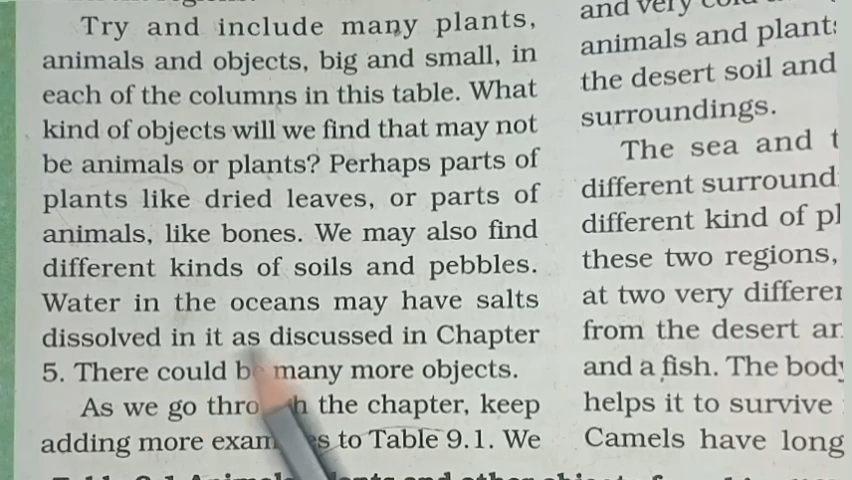 Try and include many plants,
animals and objects, big and small, in
each of the columns in this table. What
kind of objects will we find that may not
be animals or plants? Perhaps parts of
plants like dried leaves, or parts of
animals, like bones. We may also find
different kinds of soils and pebbles.
Water in the oceans may have salts
dissolved in it as discussed in Chapter
5. There could be many more objects.
As we go through the chapter, keep
adding more examples to Table 9.1. We
and very
animals and plants
the desert soil and
surroundings.
The sea and
different surround
different kind of
these two regions,
at two very
from the desert
and a fish. The body
helps it to survive
Camels have long